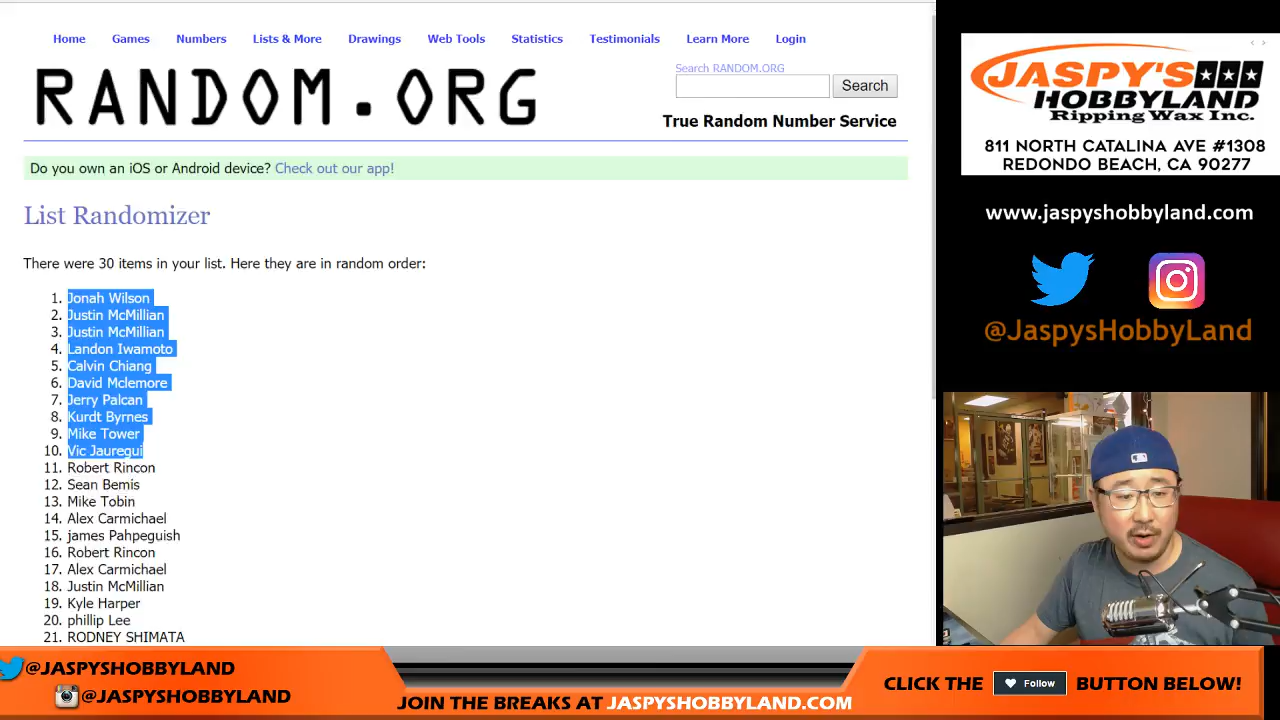 Home Games Numbers Lists & More Drawings Web Tools Statistics Testimonials Learn More Login
RANDOM.ORG
Search RANDOM.ORG
Search
True Random Number Service
Do you own an iOS or Android device? Check out our app!
List Randomizer
There were 30 items in your list. Here they are in random order:
1. Jonah Wilson
2. Justin McMillian
3. Justin McMillian
4. Landon Iwamoto
5. Calvin Chiang
6. David Mclemore
7. Jerry Palcan
8. Kurdt Byrnes
9. Mike Tower
10. Vic Jauregui
11. Robert Rincon
12. Sean Bemis
13. Mike Tobin
14. Alex Carmichael
15. james Pahpeguish
16. Robert Rincon
17. Alex Carmichael
18. Justin McMillian
19. Kyle Harper
20. phillip Lee
21. RODNEY SHIMATA
JASPY'S
HOBBYLAND
Ripping Wax Inc.
811 NORTH CATALINA AVE #1308
REDONDO BEACH, CA 90277
www.jaspyshobbyland.com
@JaspysHobbyLand
@JASPYSHOBBYLAND
@JASPYSHOBBYLAND
JOIN THE BREAKS AT JASPYSHOBBYLAND.COM
CLICK THE Follow BUTTON BELOW!